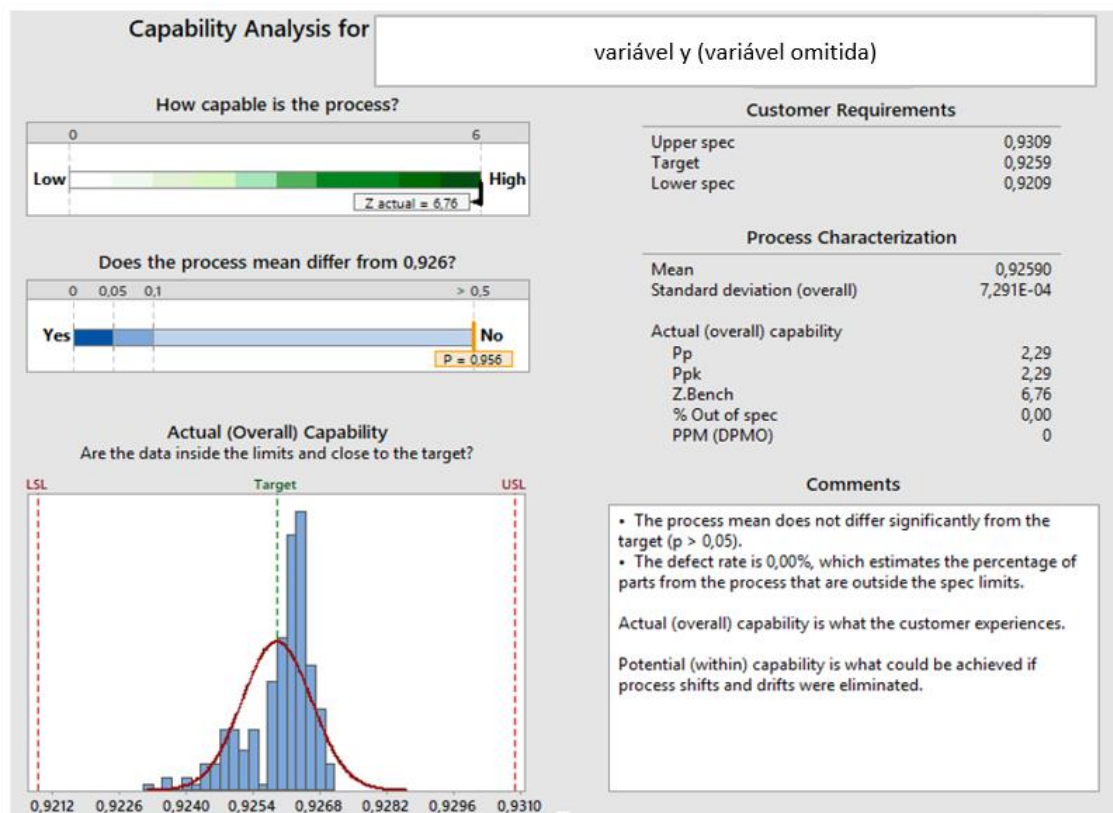 Capability Analysis for
variável y (variável omitida)
How capable is the process?
0 6
Low High
Z actual = 6,76
Does the process mean differ from 0,926?
0 0,05 0,1 > 0,5
Yes No
P = 0,956
Actual (Overall) Capability
Are the data inside the limits and close to the target?
LSL Target USL
0,9212 0,9226 0,9240 0,9254 0,9268 0,9282 0,9296 0,9310
Customer Requirements
Upper spec 0,9309
Target 0,9259
Lower spec 0,9209
Process Characterization
Mean 0,92590
Standard deviation (overall) 7,291E-04
Actual (overall) capability
Pp 2,29
Ppk 2,29
Z.Bench 6,76
% Out of spec 0,00
PPM (DPMO) 0
Comments
• The process mean does not differ significantly from the
target (p > 0,05).
• The defect rate is 0,00%, which estimates the percentage of
parts from the process that are outside the spec limits.
Actual (overall) capability is what the customer experiences.
Potential (within) capability is what could be achieved if
process shifts and drifts were eliminated.